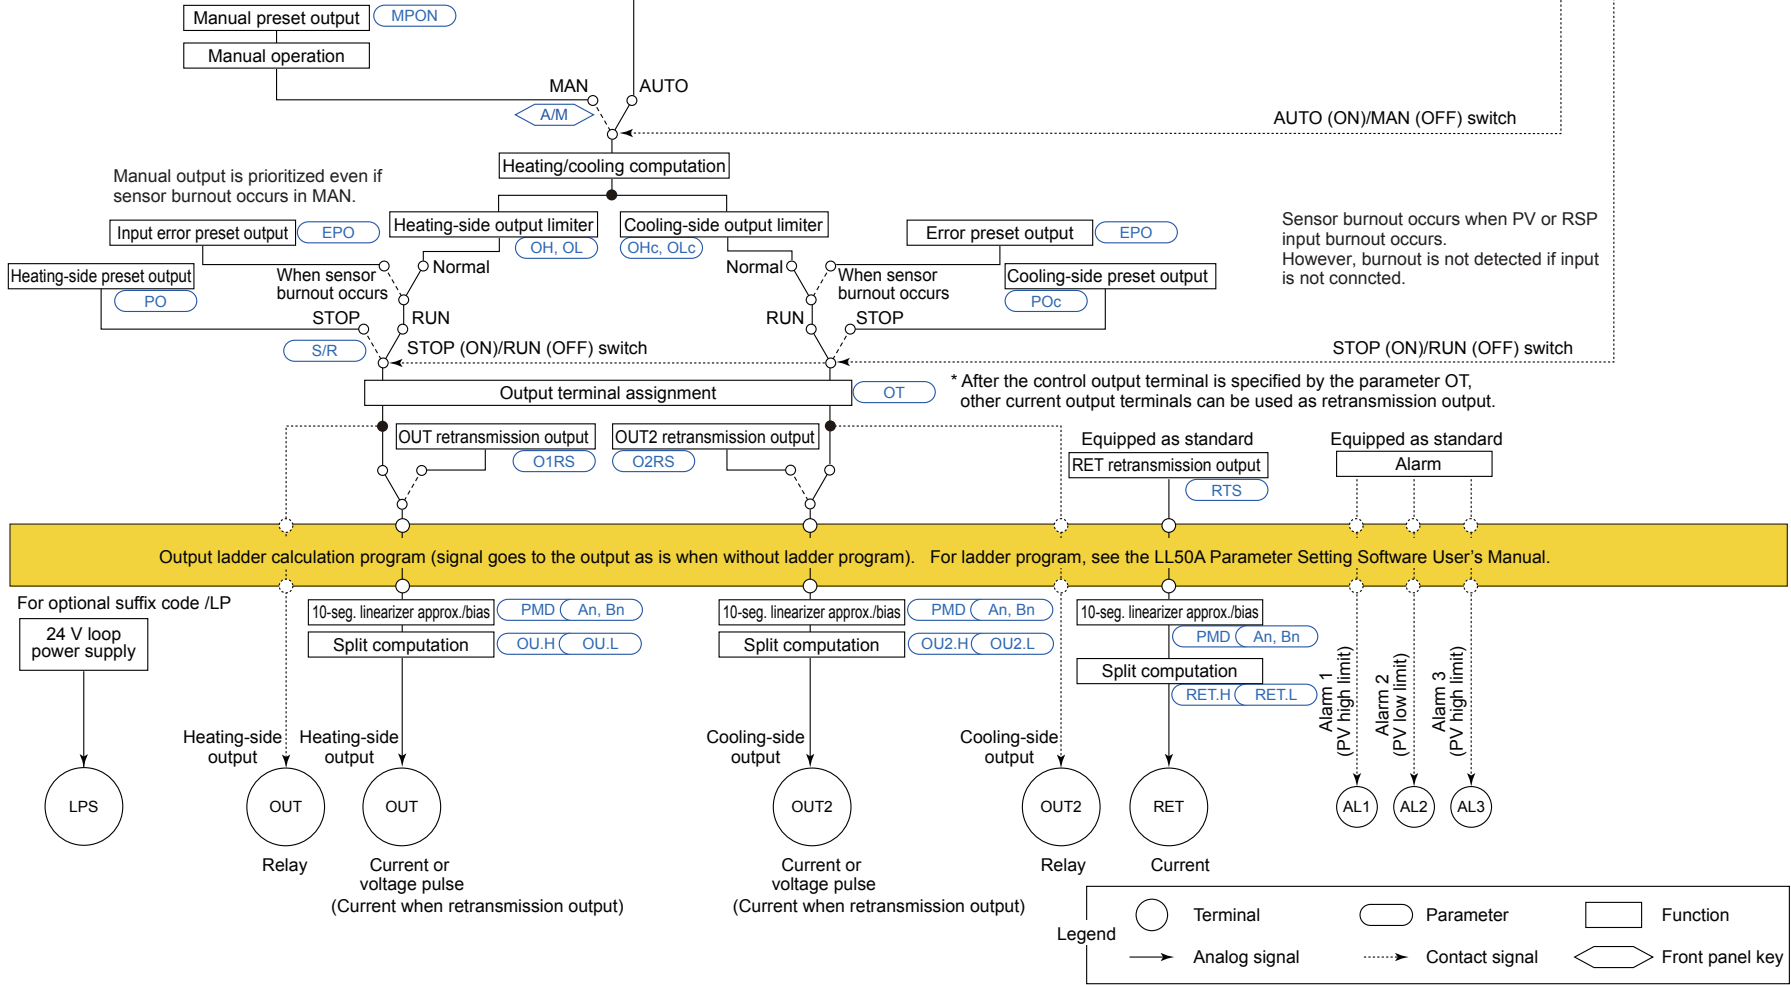 Manual preset output
MPON
Manual operation
MAN
AUTO
A/M
AUTO (ON)/MAN (OFF) switch
Heating/cooling computation
Manual output is prioritized even if
sensor burnout occurs in MAN.
Input error preset output
EPO
Heating-side output limiter
OH, OL
Cooling-side output limiter
OHc, OLc
Error preset output
EPO
Sensor burnout occurs when PV or RSP
input burnout occurs.
However, burnout is not detected if input
is not conncted.
Heating-side preset output
PO
When sensor
burnout occurs
Normal
Normal
When sensor
burnout occurs
Cooling-side preset output
POc
STOP
RUN
RUN
STOP
S/R
STOP (ON)/RUN (OFF) switch
STOP (ON)/RUN (OFF) switch
Output terminal assignment
OT
* After the control output terminal is specified by the parameter OT,
other current output terminals can be used as retransmission output.
OUT retransmission output
O1RS
OUT2 retransmission output
O2RS
Equipped as standard
RET retransmission output
RTS
Equipped as standard
Alarm
Output ladder calculation program (signal goes to the output as is when without ladder program). For ladder program, see the LL50A Parameter Setting Software User's Manual.
For optional suffix code /LP
24 V loop
power supply
10-seg. linearizer approx./bias
PMD
An, Bn
Split computation
OU.H
OU.L
10-seg. linearizer approx./bias
PMD
An, Bn
Split computation
OU2.H
OU2.L
10-seg. linearizer approx./bias
PMD
An, Bn
Split computation
RET.H
RET.L
Alarm 1
(PV high limit)
Alarm 2
(PV low limit)
Alarm 3
(PV high limit)
Heating-side
output
Heating-side
output
Cooling-side
output
Cooling-side
output
LPS
OUT
OUT
OUT2
OUT2
RET
AL1
AL2
AL3
Relay
Current or
voltage pulse
(Current when retransmission output)
Current or
voltage pulse
(Current when retransmission output)
Relay
Current
Legend
Terminal
Parameter
Function
Analog signal
Contact signal
Front panel key